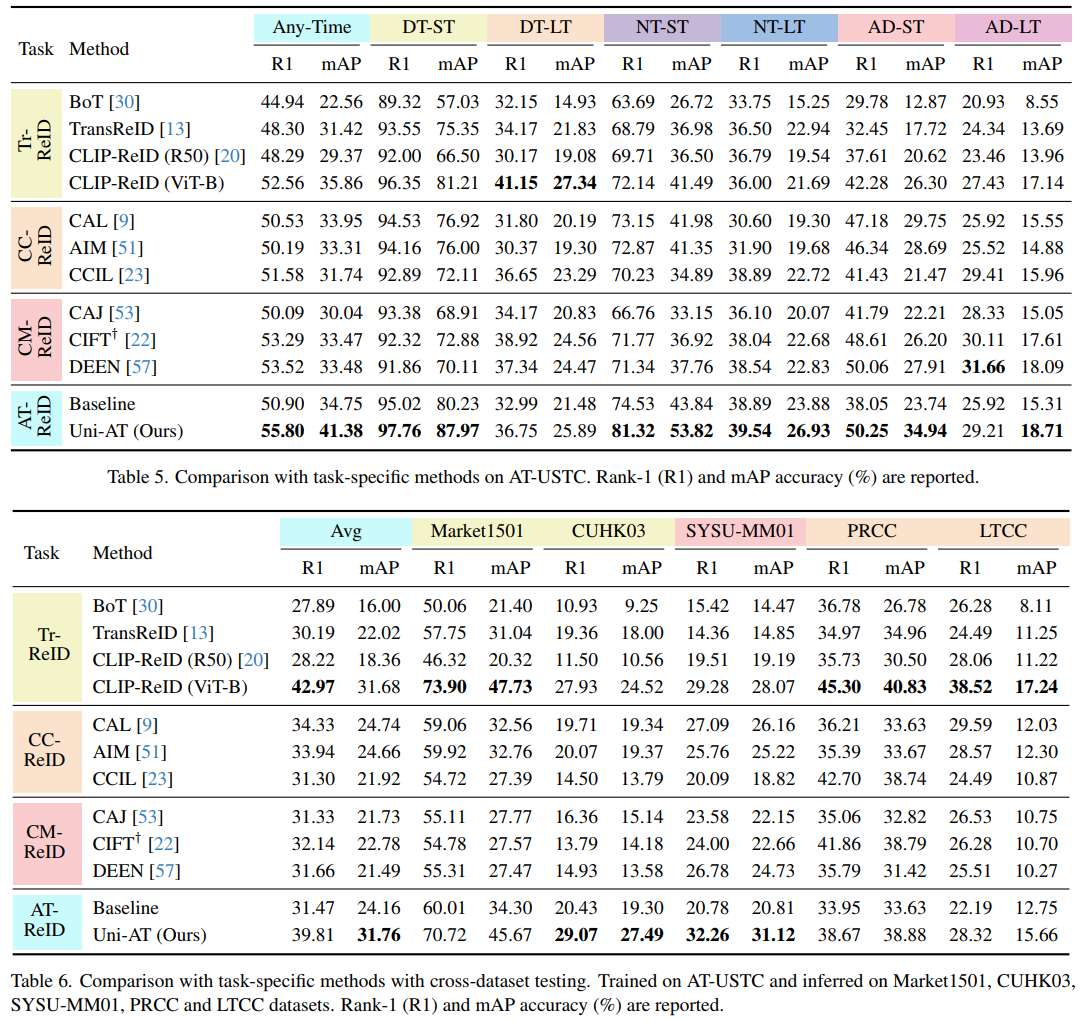 Task Method Any-Time DT-ST DT-LT NT-ST NT-LT AD-ST AD-LT
R1 mAP R1 mAP R1 mAP R1 mAP R1 mAP R1 mAP R1 mAP
Tr-
ReID
BoT [30] 44.94 22.56 89.32 57.03 32.15 14.93 63.69 26.72 33.75 15.25 29.78 12.87 20.93 8.55
TransReID [13] 48.30 31.42 93.55 75.35 34.17 21.83 68.79 36.98 36.50 22.94 32.45 17.72 24.34 13.69
CLIP-ReID (R50) [20] 48.29 29.37 92.00 66.50 30.17 19.08 69.71 36.50 36.79 19.54 37.61 20.62 23.46 13.96
CLIP-ReID (ViT-B) 52.56 35.86 96.35 81.21 41.15 27.34 72.14 41.49 36.00 21.69 42.28 26.30 27.43 17.14
CC-
ReID
CAL [9] 50.53 33.95 94.53 76.92 31.80 20.19 73.15 41.98 30.60 19.30 47.18 29.75 25.92 15.55
AIM [51] 50.19 33.31 94.16 76.00 30.37 19.30 72.87 41.35 31.90 19.68 46.34 28.69 25.52 14.88
CCIL [23] 51.58 31.74 92.89 72.11 36.65 23.29 70.23 34.89 38.89 22.72 41.43 21.47 29.41 15.96
CM-
ReID
CAJ [53] 50.09 30.04 93.38 68.91 34.17 20.83 66.76 33.15 36.10 20.07 41.79 22.21 28.33 15.05
CIFT† [22] 53.29 33.47 92.32 72.88 38.92 24.56 71.77 36.92 38.04 22.68 48.61 26.20 30.11 17.61
DEEN [57] 53.52 33.48 91.86 70.11 37.34 24.47 71.34 37.76 38.54 22.83 50.06 27.91 31.66 18.09
AT-
ReID
Baseline 50.90 34.75 95.02 80.23 32.99 21.48 74.53 43.84 38.89 23.88 38.05 23.74 25.92 15.31
Uni-AT (Ours) 55.80 41.38 97.76 87.97 36.75 25.89 81.32 53.82 39.54 26.93 50.25 34.94 29.21 18.71
Table 5. Comparison with task-specific methods on AT-USTC. Rank-1 (R1) and mAP accuracy (%) are reported.
Task Method Avg Market1501 CUHK03 SYSU-MM01 PRCC LTCC
R1 mAP R1 mAP R1 mAP R1 mAP R1 mAP R1 mAP
Tr-
ReID
BoT [30] 27.89 16.00 50.06 21.40 10.93 9.25 15.42 14.47 36.78 26.78 26.28 8.11
TransReID [13] 30.19 22.02 57.75 31.04 19.36 18.00 14.36 14.85 34.97 34.96 24.49 11.25
CLIP-ReID (R50) [20] 28.22 18.36 46.32 20.32 11.50 10.56 19.51 19.19 35.73 30.50 28.06 11.22
CLIP-ReID (ViT-B) 42.97 31.68 73.90 47.73 27.93 24.52 29.28 28.07 45.30 40.83 38.52 17.24
CC-
ReID
CAL [9] 34.33 24.74 59.06 32.56 19.71 19.34 27.09 26.16 36.21 33.63 29.59 12.03
AIM [51] 33.94 24.66 59.92 32.76 20.07 19.37 25.76 25.22 35.39 33.67 28.57 12.30
CCIL [23] 31.30 21.92 54.72 27.39 14.50 13.79 20.09 18.82 42.70 38.74 24.49 10.87
CM-
ReID
CAJ [53] 31.33 21.73 55.11 27.77 16.36 15.14 23.58 22.15 35.06 32.82 26.53 10.75
CIFT† [22] 32.14 22.78 54.78 27.57 13.79 14.18 24.00 22.66 41.86 38.79 26.28 10.70
DEEN [57] 31.66 21.49 55.31 27.47 14.93 13.58 26.78 24.73 35.79 31.42 25.51 10.27
AT-
ReID
Baseline 31.47 24.16 60.01 34.30 20.43 19.30 20.78 20.81 33.95 33.63 22.19 12.75
Uni-AT (Ours) 39.81 31.76 70.72 45.67 29.07 27.49 32.26 31.12 38.67 38.88 28.32 15.66
Table 6. Comparison with task-specific methods with cross-dataset testing. Trained on AT-USTC and inferred on Market1501, CUHK03,
SYSU-MM01, PRCC and LTCC datasets. Rank-1 (R1) and mAP accuracy (%) are reported.